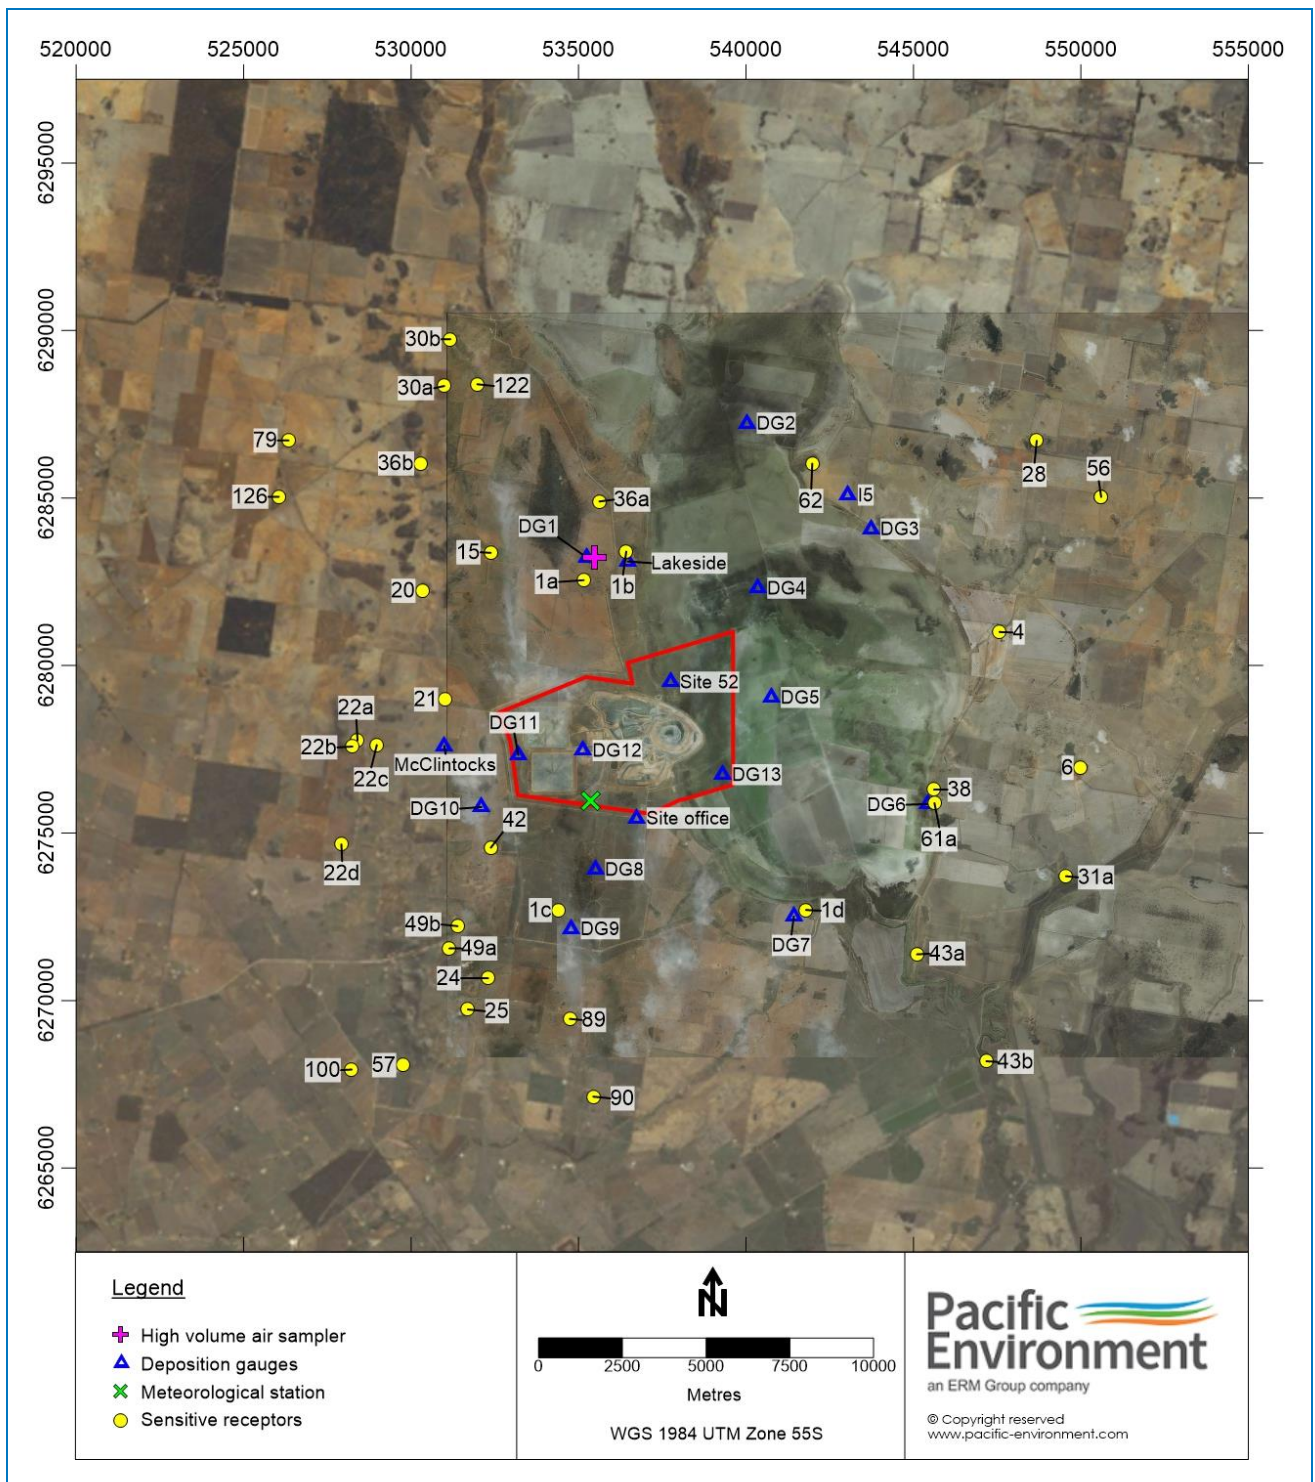 520000 525000 530000 535000 540000 545000 550000 555000
6295000
6290000
6285000
6280000
6275000
6270000
6265000
30b
30a
122
79
36b
126
DG2
62
I5
28
56
36a
DG1
DG3
15
Lakeside
1a
1b
20
DG4
4
Site 52
21
DG5
22a
DG11
22b
DG12
McClintocks
22c
DG13
6
38
DG10
42
Site office
DG6
61a
22d
DG8
31a
1c
1d
49b
DG9
DG7
49a
43a
24
25
89
57
100
43b
90
Legend
High volume air sampler
Deposition gauges
Meteorological station
Sensitive receptors
N
0 2500 5000 7500 10000
Metres
WGS 1984 UTM Zone 55S
Pacific
Environment
an ERM Group company
© Copyright reserved
www.pacific-environment.com